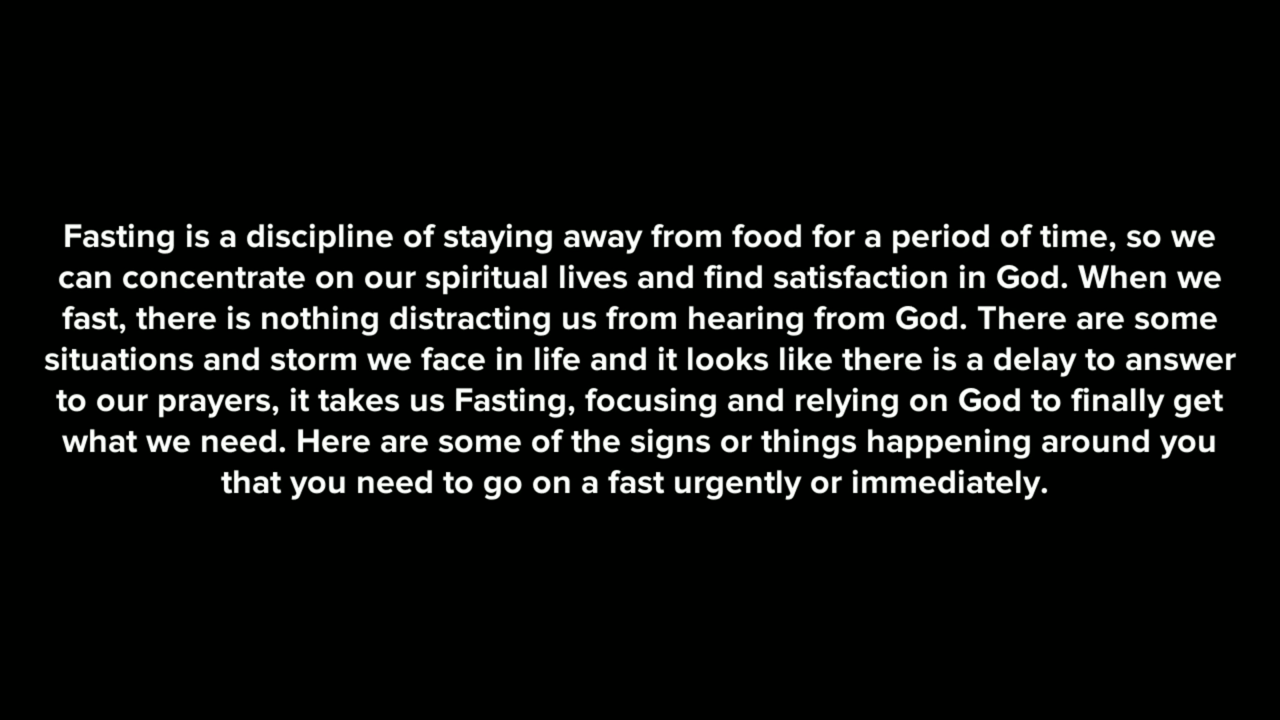 Fasting is a discipline of staying away from food for a period of time, so we
can concentrate on our spiritual lives and find satisfaction in God. When we
fast, there is nothing distracting us from hearing from God. There are some
situations and storm we face in life and it looks like there is a delay to answer
to our prayers, it takes us Fasting, focusing and relying on God to finally get
what we need. Here are some of the signs or things happening around you
that you need to go on a fast urgently or immediately.